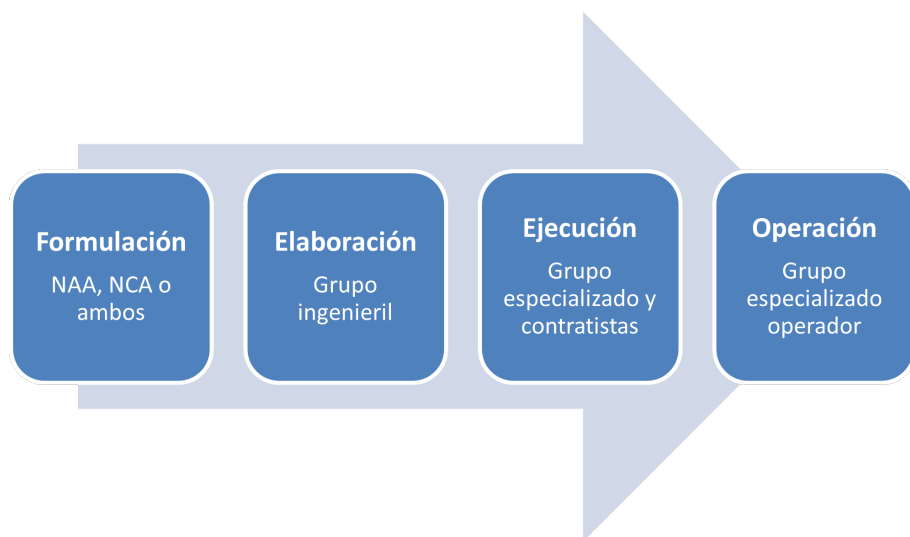 Formulación
NAA, NCA o
ambos
Elaboración
Grupo
ingenieril
Ejecución
Grupo
especializado y
contratistas
Operación
Grupo
especializado
operador